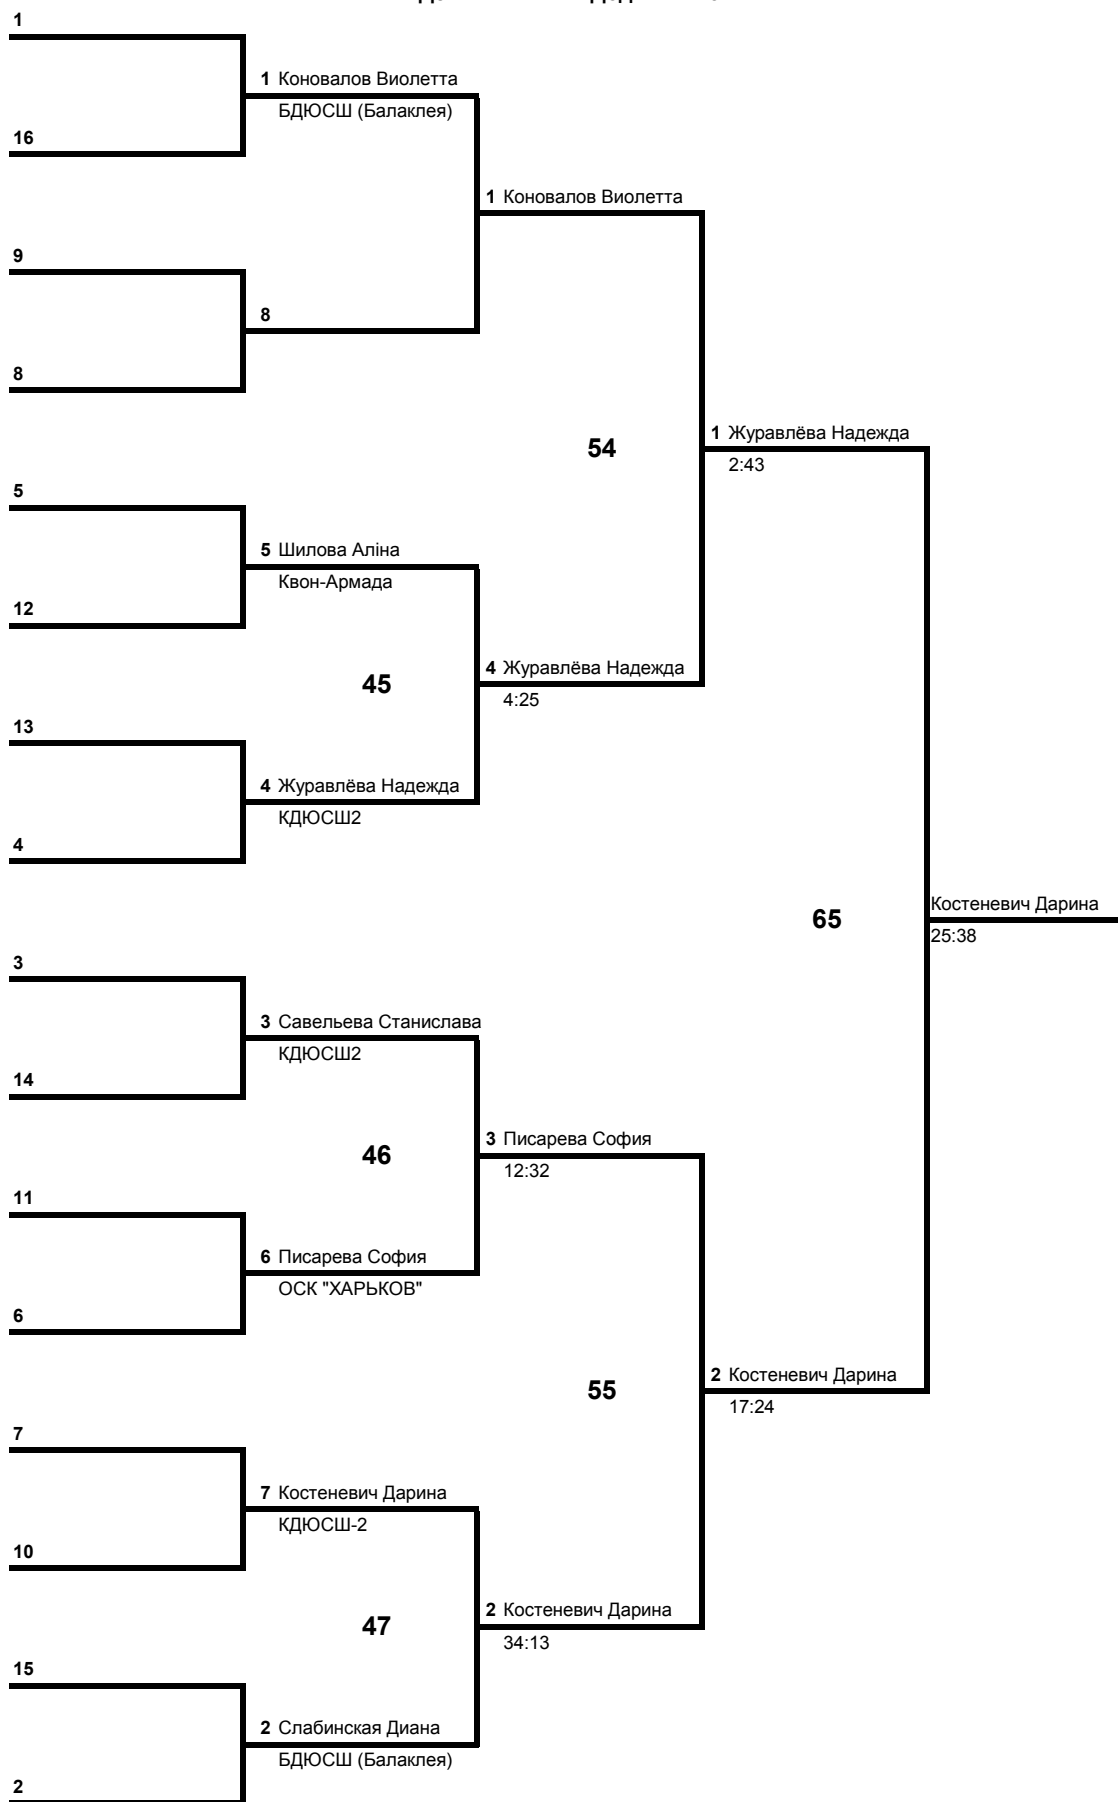 1
1 Коновалов Виолетта
БДЮСШ (Балаклея)
16
1 Коновалов Виолетта
9
8
8
54
1 Журавлёва Надежда
2:43
5
5 Шилова Аліна
Квон-Армада
12
45
4 Журавлёва Надежда
4:25
13
4 Журавлёва Надежда
КДЮСШ2
4
65
Костеневич Дарина
25:38
3
3 Савельева Станислава
КДЮСШ2
14
46
3 Писарева София
12:32
11
6 Писарева София
ОСК "ХАРЬКОВ"
6
55
2 Костеневич Дарина
17:24
7
7 Костеневич Дарина
КДЮСШ-2
10
47
2 Костеневич Дарина
34:13
15
2 Слабинская Диана
БДЮСШ (Балаклея)
2